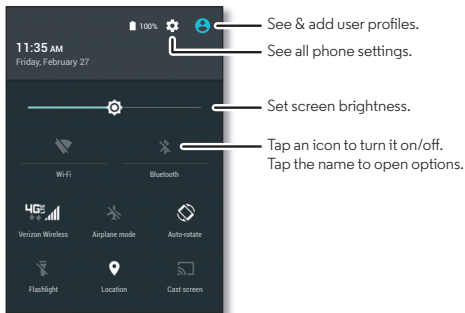 100%
11:35 AM
Friday, February 27
See & add user profiles.
See all phone settings.
Set screen brightness.
Tap an icon to turn it on/off.
Tap the name to open options.
Wi-Fi
Bluetooth
4G LTE
Verizon Wireless
Airplane mode
Auto-rotate
Flashlight
Location
Cast screen